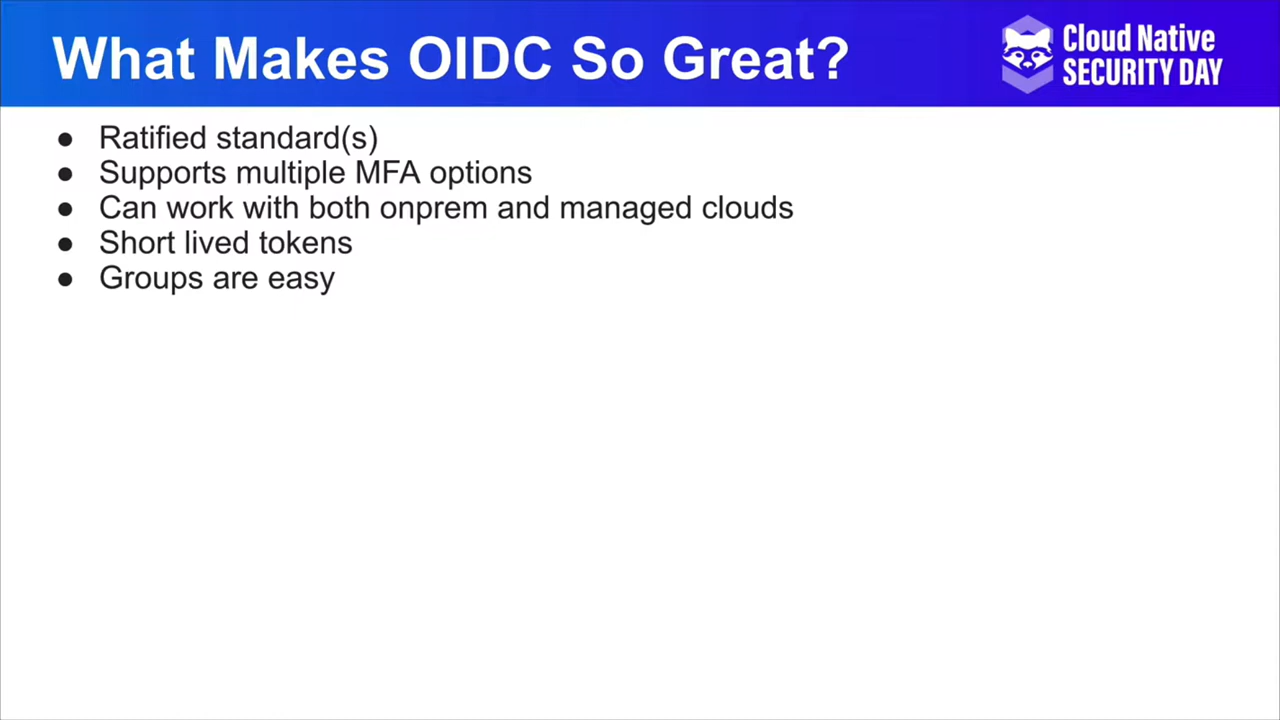 What Makes OIDC So Great?
Cloud Native
SECURITY DAY
● Ratified standard(s)
● Supports multiple MFA options
● Can work with both onprem and managed clouds
● Short lived tokens
● Groups are easy